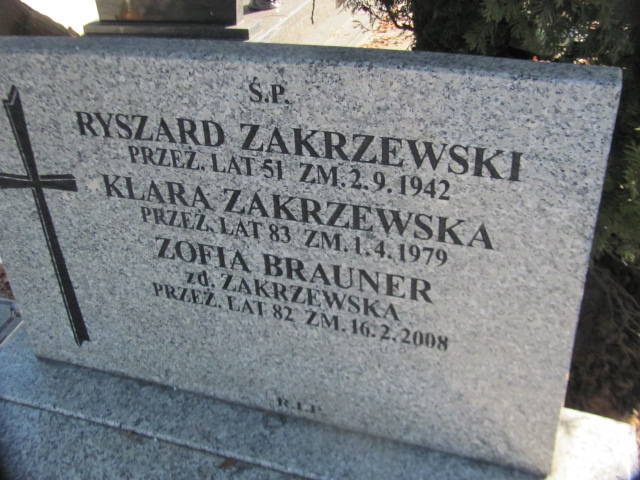 Ś.P.
RYSZARD ZAKRZEWSKI
PRZEŻ. LAT 51 ZM. 2.9.1942
KLARA ZAKRZEWSKA
PRZEŻ. LAT 83 ZM. 1.4.1979
ZOFIA BRAUNER
zd. ZAKRZEWSKA
PRZEŻ. LAT 82 ZM. 16.2.2008
R.I.P